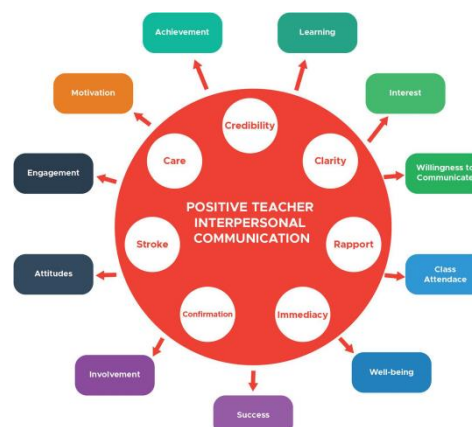 Achievement
Learning
Motivation
Interest
Credibility
Care
Clarity
Engagement
Willingness to
Communicate
POSITIVE TEACHER
INTERPERSONAL
COMMUNICATION
Stroke
Rapport
Attitudes
Class
Attendace
Confirmation
Immediacy
Involvement
Well-being
Success